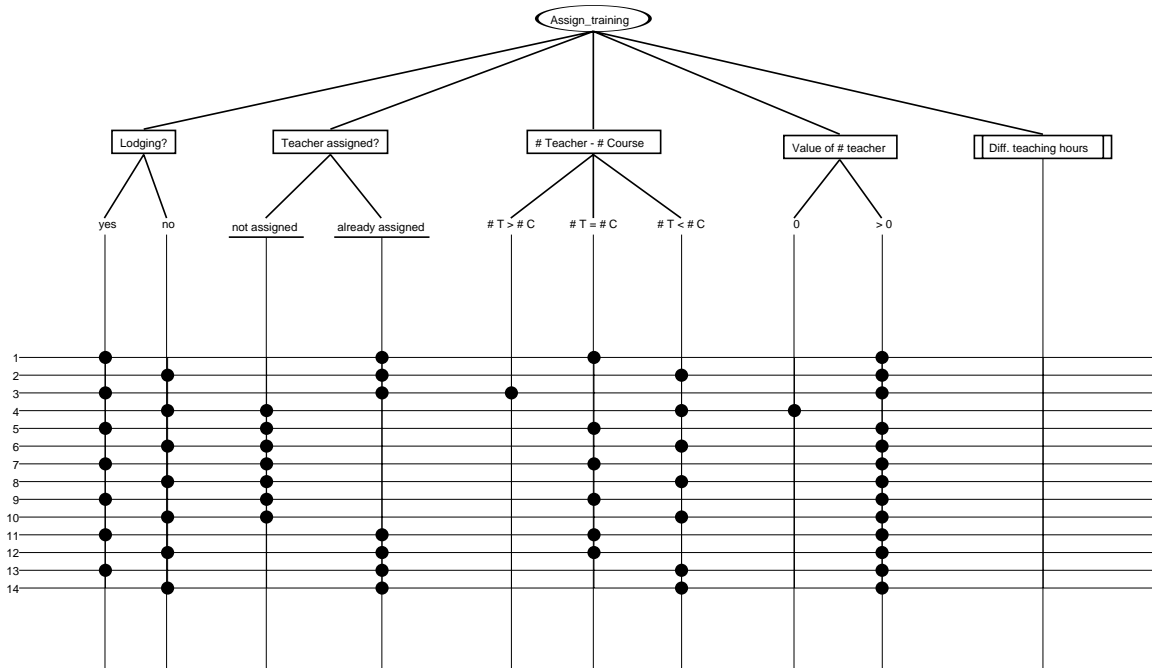 Assign_training
Lodging?
Teacher assigned?
# Teacher - # Course
Value of # teacher
Diff. teaching hours
yes
no
not assigned
already assigned
# T > # C
# T = # C
# T < # C
0
> 0
1
2
3
4
5
6
7
8
9
10
11
12
13
14